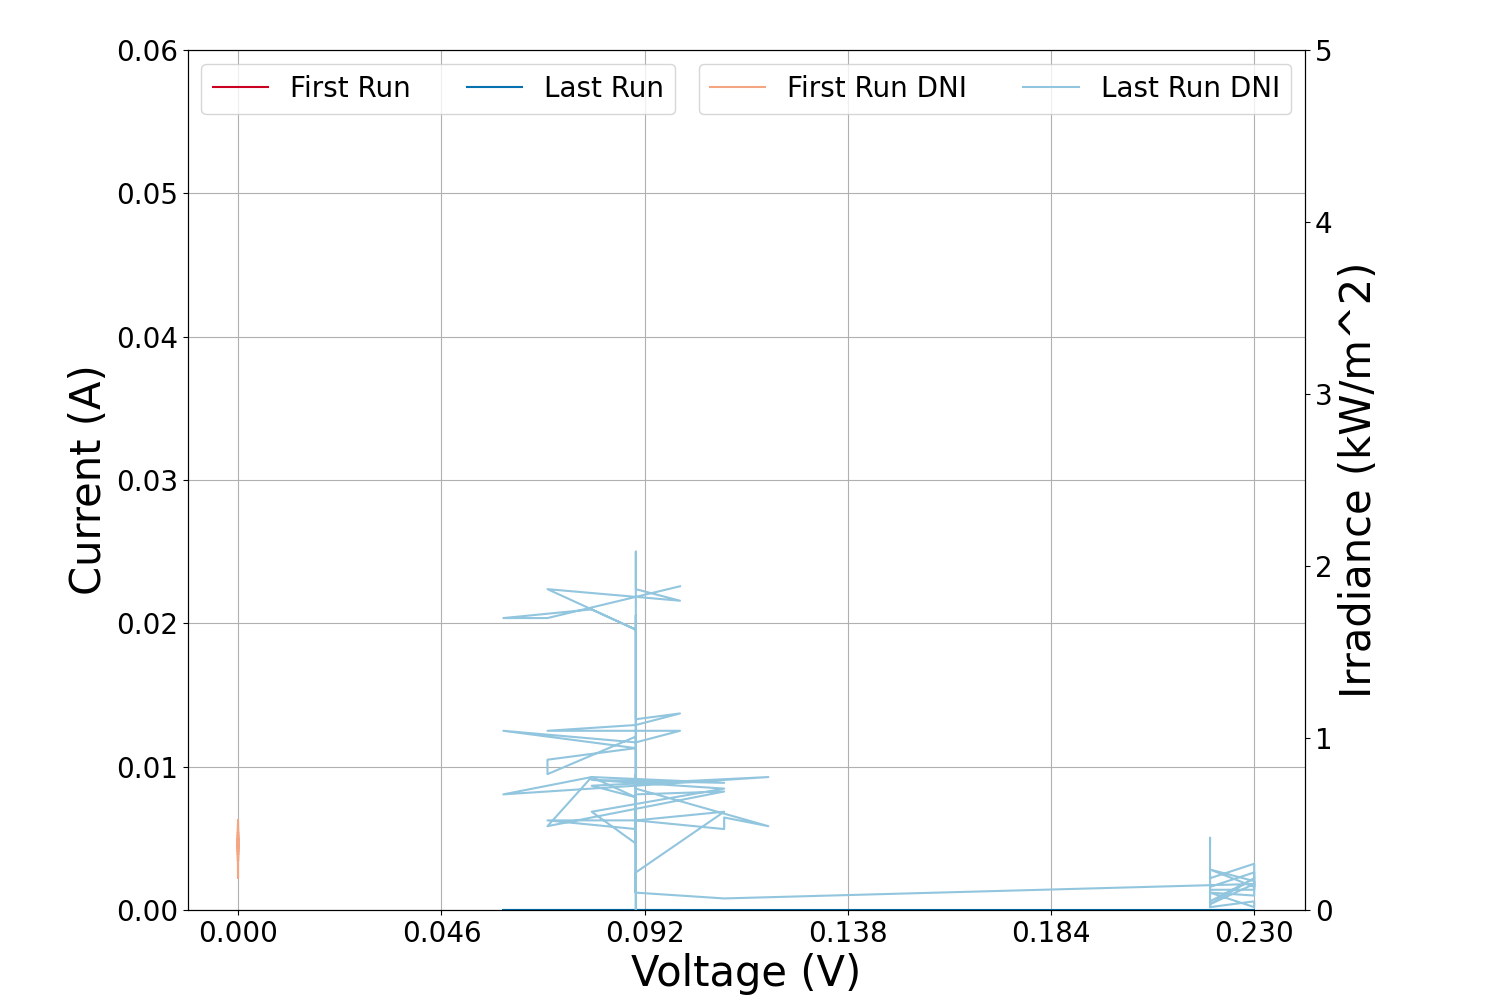 First Run
Last Run
First Run DNI
Last Run DNI
Current (A)
0.06
0.05
0.04
0.03
0.02
0.01
0.00
0.000
0.046
0.092
0.138
0.184
0.230
Voltage (V)
5
4
3
2
1
0
Irradiance (kW/m^2)